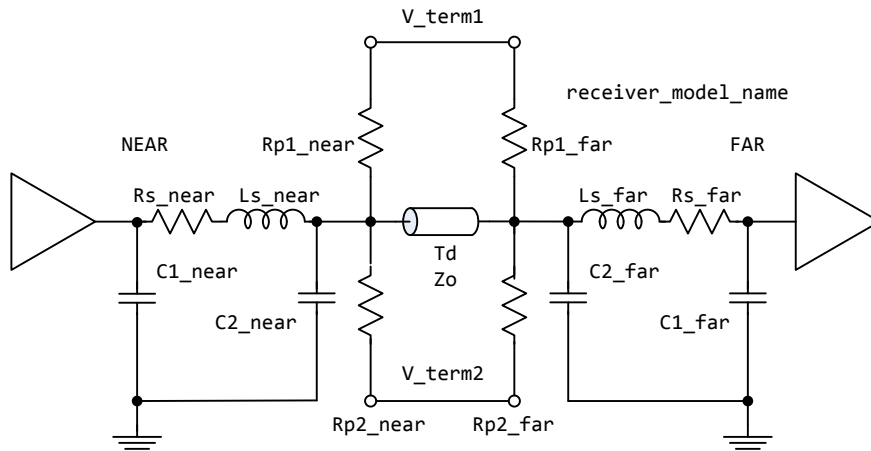 V_term1
receiver_model_name
NEAR
Rp1_near
Rp1_far
FAR
Rs_near
Ls_near
Ls_far
Rs_far
Td
Zo
C1_near
C2_far
C2_near
C1_far
V_term2
Rp2_near
Rp2_far